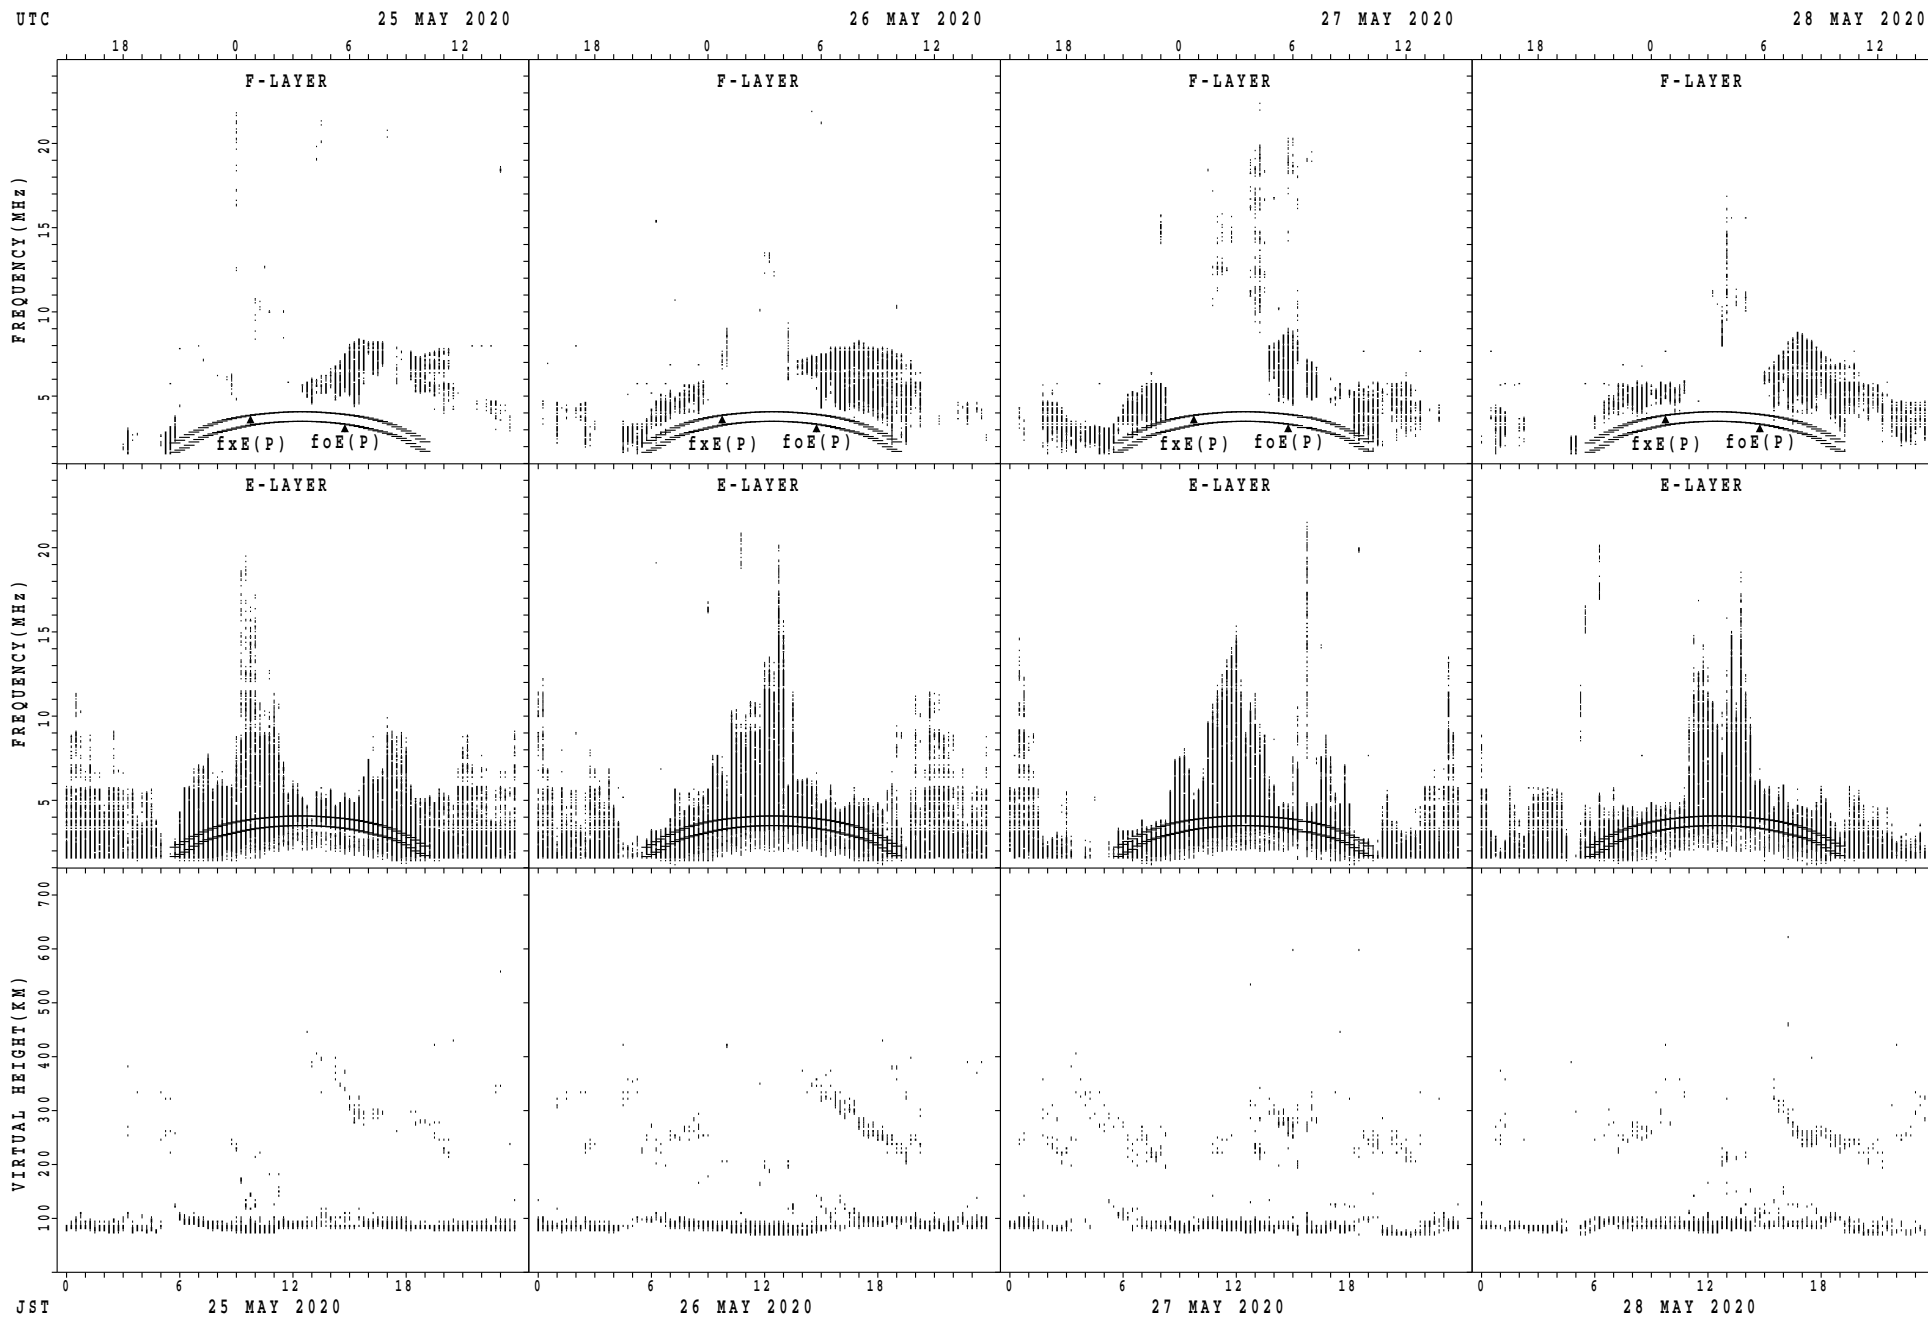 UTC 25 MAY 2020 26 MAY 2020 27 MAY 2020 28 MAY 2020
18 0 6 12 18 0 6 12 18 0 6 12 18 0 6 12
F-LAYER F-LAYER F-LAYER F-LAYER
FREQUENCY(MHz)
20
15
10
5
fxE(P) foE(P) fxE(P) foE(P) fxE(P) foE(P) fxE(P) foE(P)
E-LAYER E-LAYER E-LAYER E-LAYER
FREQUENCY(MHz)
20
15
10
5
VIRTUAL HEIGHT(KM)
700
600
500
400
300
200
100
0 6 12 18 0 6 12 18 0 6 12 18 0 6 12 18
JST 25 MAY 2020 26 MAY 2020 27 MAY 2020 28 MAY 2020